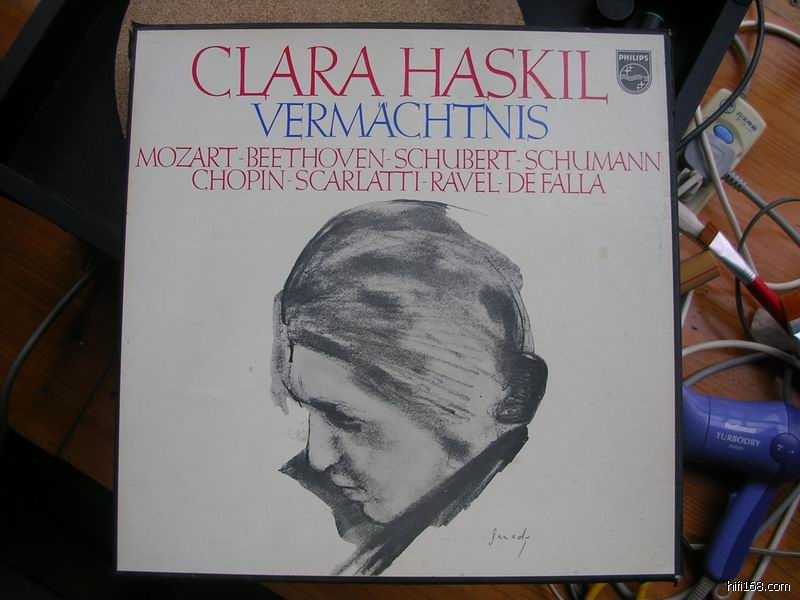 CLARA HASKIL
PHILIPS
VERMÄCHTNIS
MOZART-BEETHOVEN-SCHUBERT-SCHUMANN
CHOPIN-SCARLATTI-RAVEL-DE FALLA
National
TURBODRY
hifi168.com